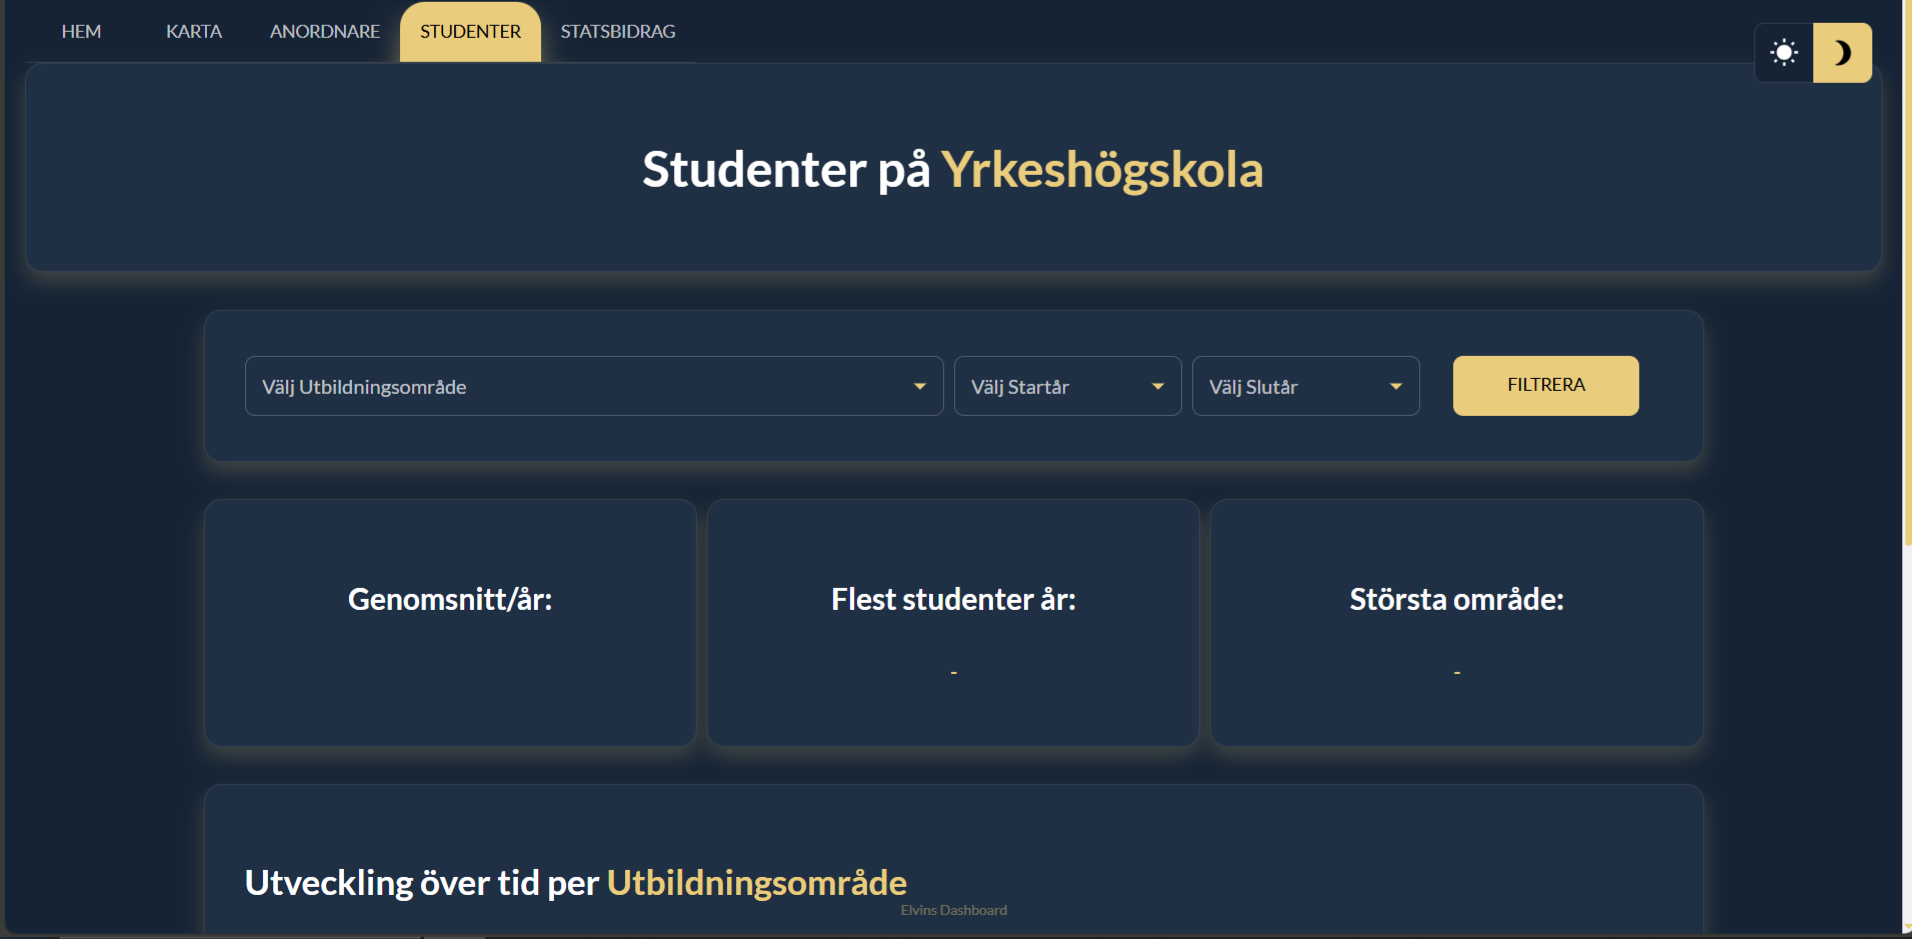 HEM KARTA ANORDNARE STUDENTER STATSBIDRAG
Studenter på Yrkeshögskola
Välj Utbildningsområde Välj Startår Välj Slutår FILTRERA
Genomsnitt/år: Flest studenter år: Största område:
- -
Utveckling över tid per Utbildningsområde
Elvins Dashboard